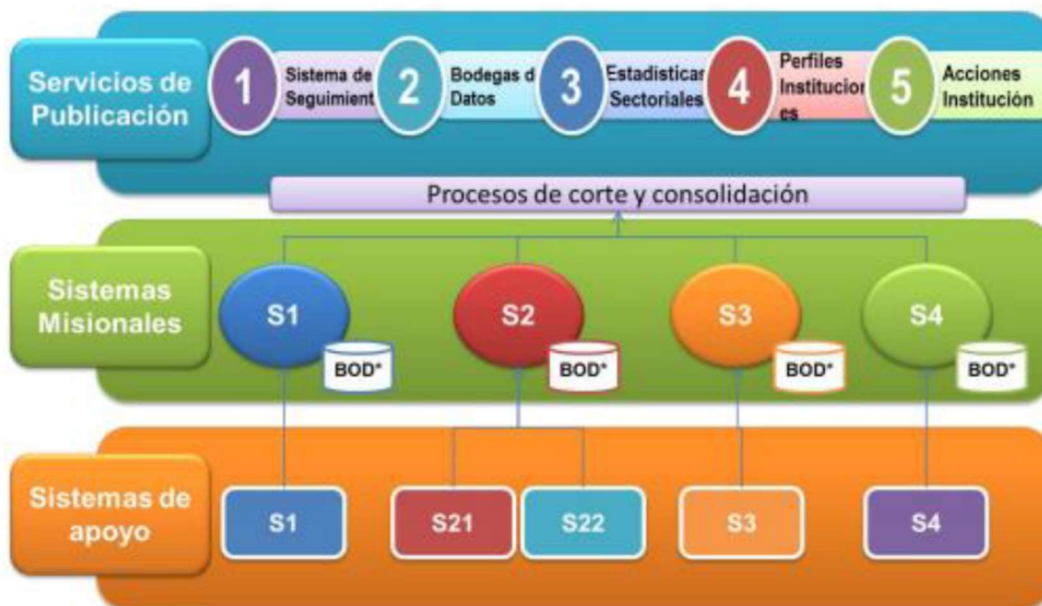 Servicios de
Publicación
1
Sistema de
Seguimient
2
Bodegas d
Datos
3
Estadisticas
Sectoriales
4
Perfiles
Institucion
es
5
Acciones
Institución
Procesos de corte y consolidación
Sistemas
Misionales
S1
BOD*
S2
BOD*
S3
BOD*
S4
BOD*
Sistemas de
apoyo
S1
S21
S22
S3
S4